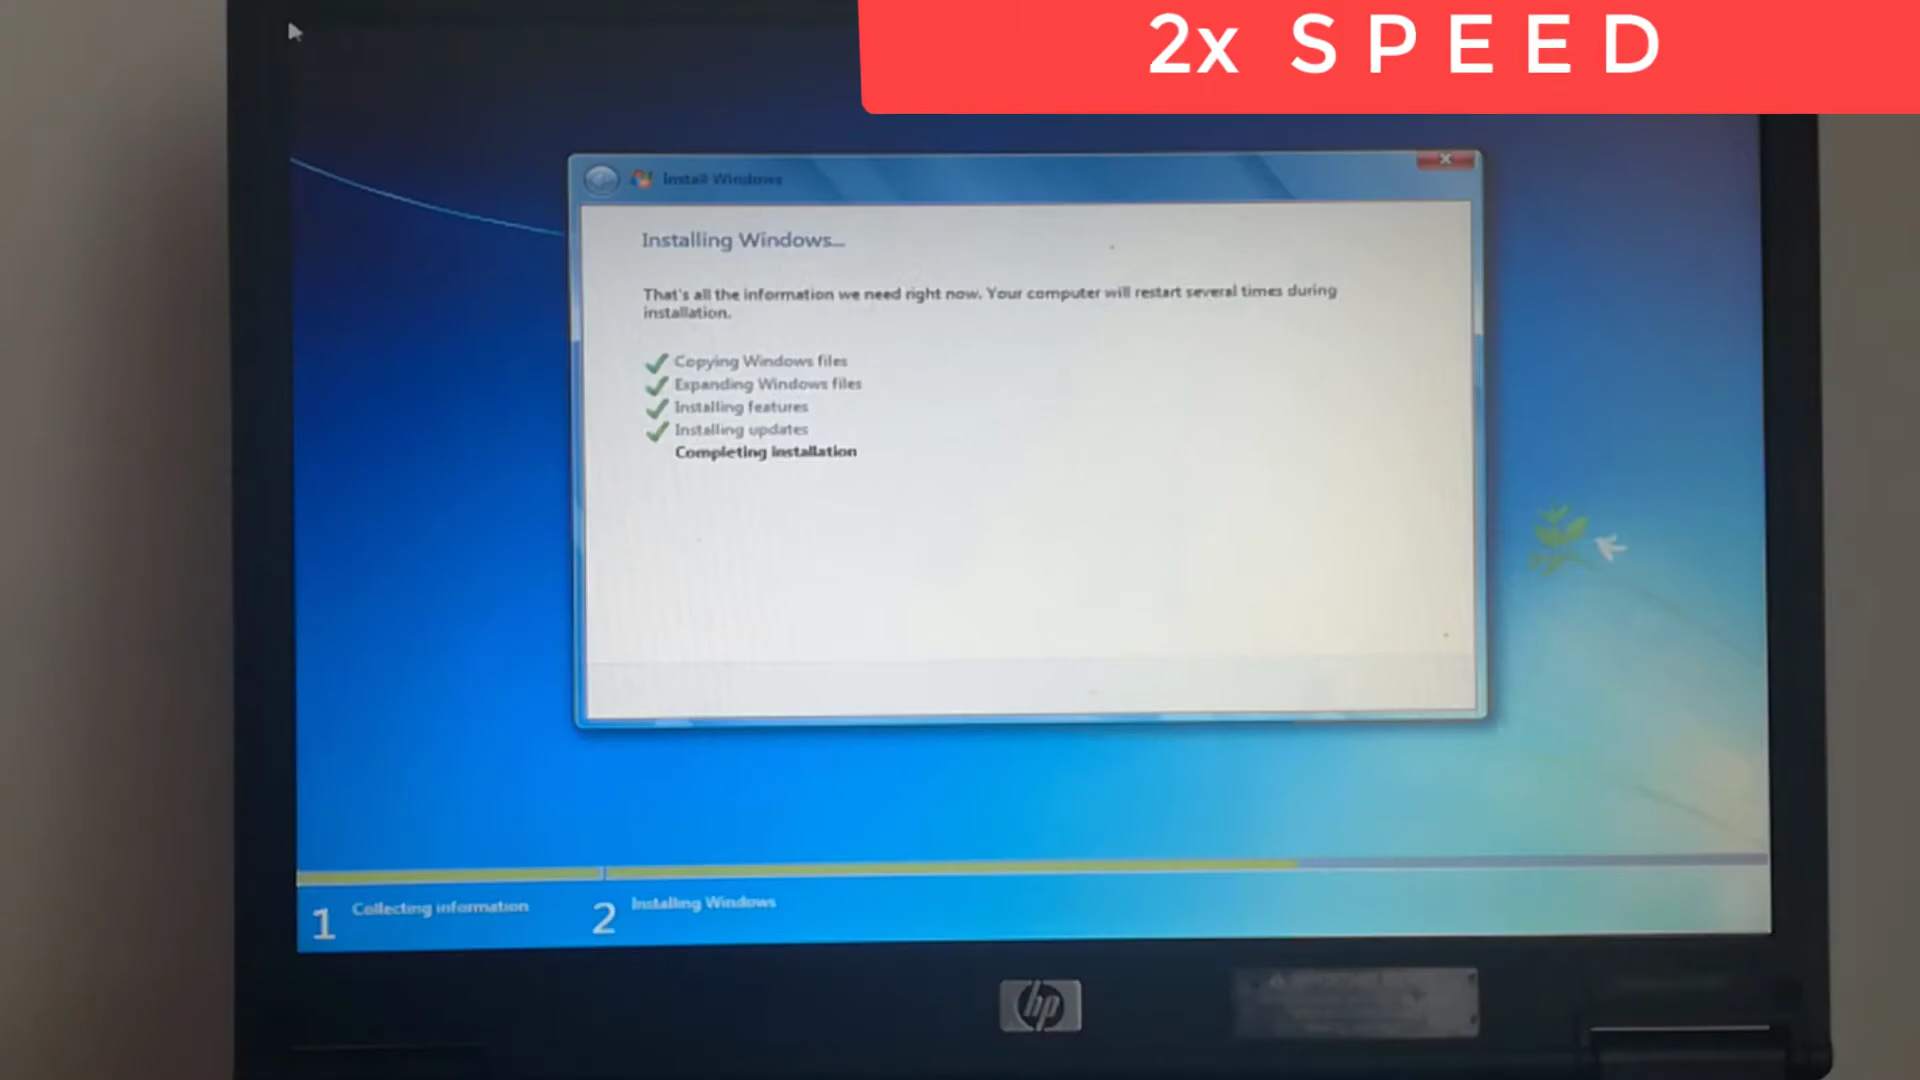 2x SPEED
Install Windows
Installing Windows...
That's all the information we need right now. Your computer will restart several times during
installation.
Copying Windows files
Expanding Windows files
Installing features
Installing updates
Completing installation
1 Collecting information
2 Installing Windows
hp